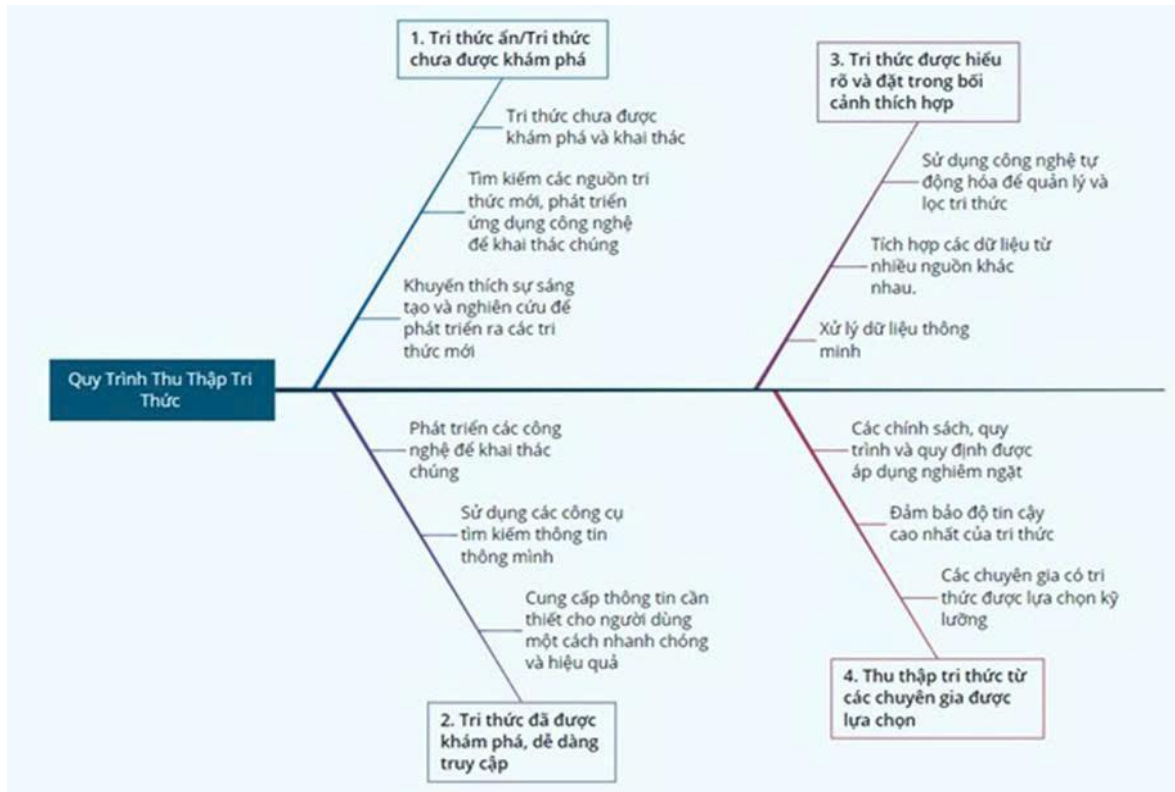 1. Tri thức ẩn/Tri thức
chưa được khám phá
Tri thức chưa được
khám phá và khai thác
Tìm kiếm các nguồn tri
thức mới, phát triển
ứng dụng công nghệ
để khai thác chúng
Khuyến thích sự sáng
tạo và nghiên cứu để
phát triển ra các tri
thức mới
3. Tri thức được hiểu
rõ và đặt trong bối
cảnh thích hợp
Sử dụng công nghệ tự
động hóa để quản lý và
lọc tri thức
Tích hợp các dữ liệu từ
nhiều nguồn khác
nhau.
Xử lý dữ liệu thông
minh
Quy Trình Thu Thập Tri
Thức
Phát triển các công
nghệ để khai thác
chúng
Sử dụng các công cụ
tìm kiếm thông tin
thông mình
Cung cấp thông tin cần
thiết cho người dùng
một cách nhanh chóng
và hiệu quả
2. Tri thức đã được
khám phá, dễ dàng
truy cập
Các chính sách, quy
trình và quy định được
áp dụng nghiêm ngặt
Đảm bảo độ tin cậy
cao nhất của tri thức
Các chuyên gia có tri
thức được lựa chọn kỹ
lưỡng
4. Thu thập tri thức từ
các chuyên gia được
lựa chọn